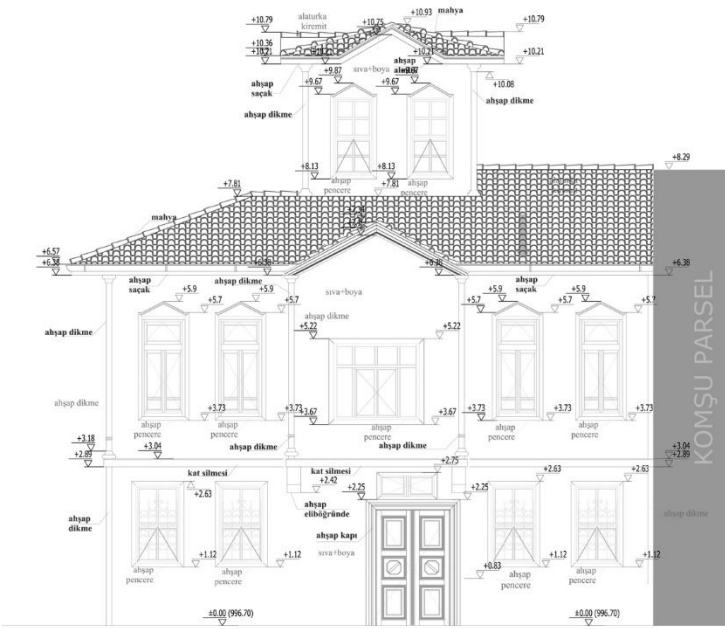 +10.93
mahya
+10.79
alaturka
kiremit
+10.75
+10.79
+10.36
+10.21
+10.21
+10.21
sıva+boya
ahşap
+9.87
+10.08
ahşap
saçak
+9.67
+9.67
ahşap dikme
ahşap dikme
+8.13
+8.13
ahşap
pencere
ahşap
pencere
+7.81
+7.81
+8.29
mahya
+6.57
+6.38
+6.38
+6.38
+6.38
ahşap
saçak
ahşap dikme
ahşap
saçak
sıva+boya
+5.9
+5.9
+5.9
+5.9
+5.7
+5.7
+5.7
+5.7
ahşap dikme
ahşap dikme
+5.22
+5.22
ahşap dikme
+3.73
+3.73
+3.67
+3.67
+3.73
+3.73
+3.73
ahşap
pencere
ahşap
pencere
ahşap
pencere
ahşap
pencere
ahşap
pencere
+3.18
+3.04
+2.89
ahşap dikme
ahşap dikme
+3.04
+2.89
kat silmesi
kat silmesi
+2.75
+2.63
+2.42
+2.25
+2.25
+2.63
+2.63
ahşap
dikme
ahşap
eliböğründe
ahşap kapı
sıva+boya
ahşap dikme
+1.12
+1.12
+1.12
+1.12
+0.83
ahşap
pencere
ahşap
pencere
ahşap
pencere
ahşap
pencere
±0.00 (996.70)
±0.00 (996.70)
KOMŞU PARSEL